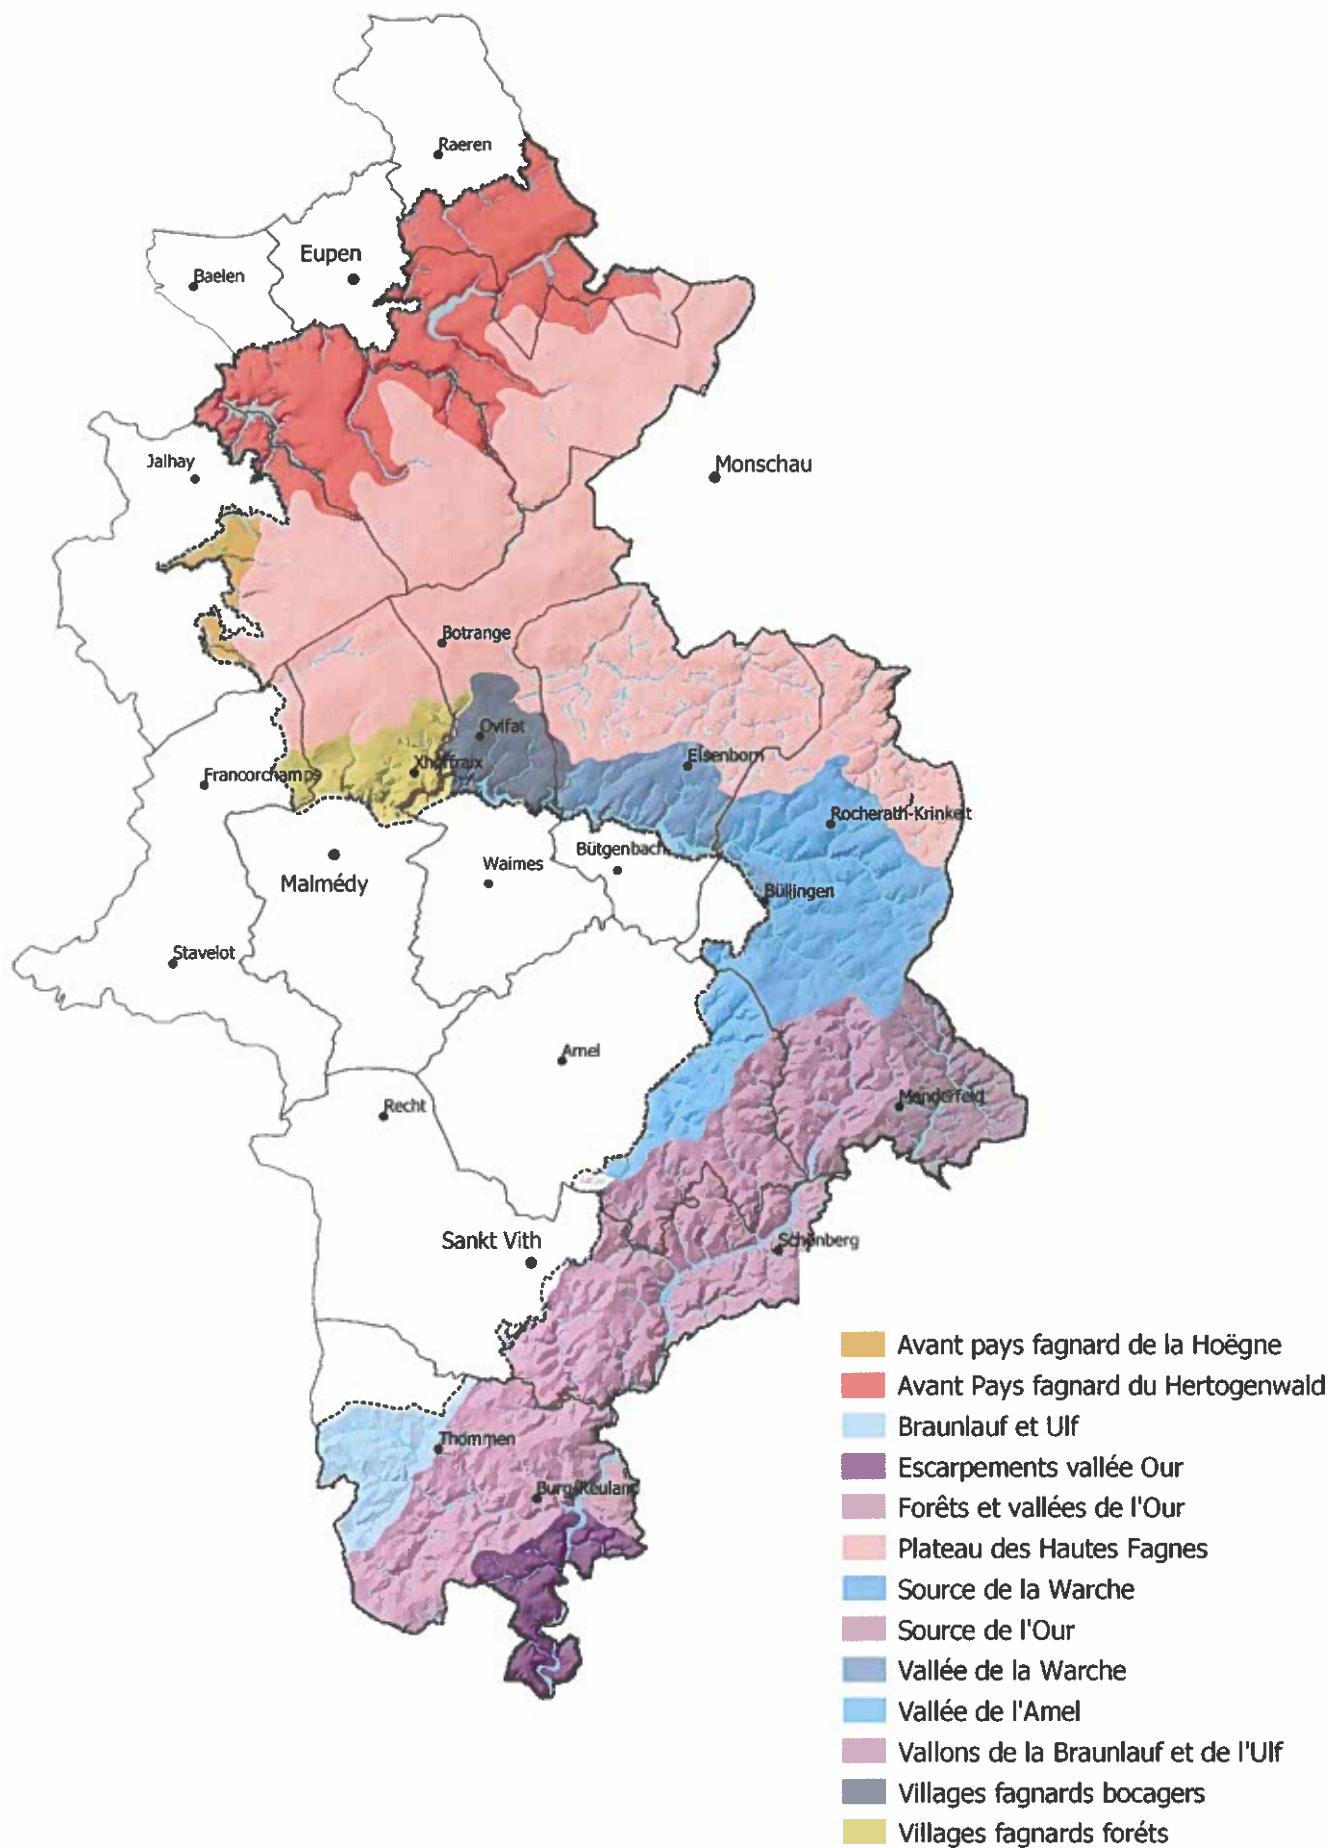 Raeren
Eupen
Baelen
Jalhay
Monschau
Botrange
Ovifat
Xhoffraix
Elsenborn
Francorchamps
Rocherath-Krinkelt
Bütgenbach
Waimes
Malmédy
Büllingen
Stavelot
Amel
Recht
Manderfeld
Sankt Vith
Schönberg
Thommen
Burg-Reuland
Avant pays fagnard de la Hoëgne
Avant Pays fagnard du Hertogenwald
Braunlauf et Ulf
Escarpements vallée Our
Forêts et vallées de l'Our
Plateau des Hautes Fagnes
Source de la Warche
Source de l'Our
Vallée de la Warche
Vallée de l'Amel
Vallons de la Braunlauf et de l'Ulf
Villages fagnards bocagers
Villages fagnards foréts